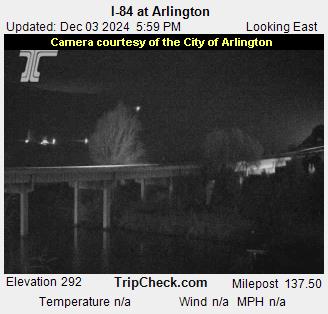 I-84 at Arlington
Updated: Dec 03 2024 5:59 PM Looking East
Camera courtesy of the City of Arlington
Elevation 292 TripCheck.com Milepost 137.50
Temperature n/a Wind n/a MPH n/a